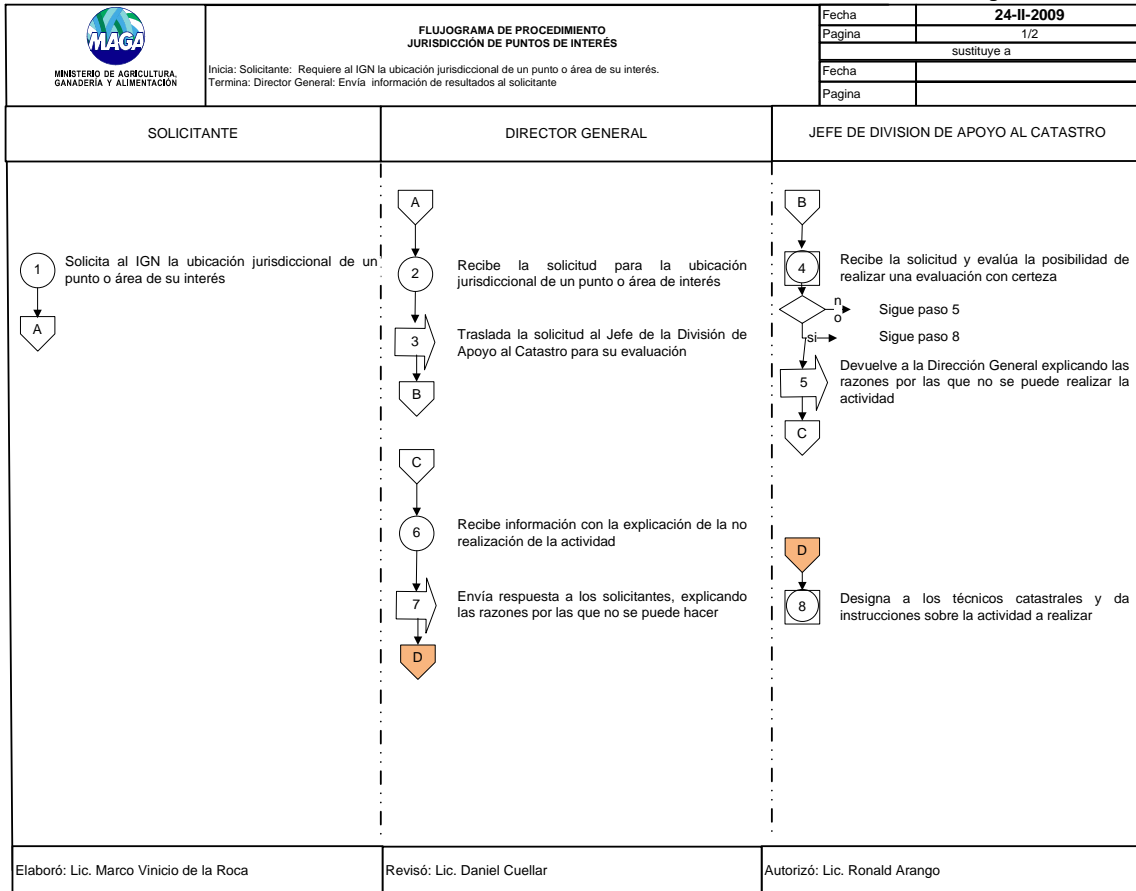 MAGA
MINISTERIO DE AGRICULTURA,
GANADERÍA Y ALIMENTACIÓN
FLUJOGRAMA DE PROCEDIMIENTO
JURISDICCIÓN DE PUNTOS DE INTERÉS
Inicia: Solicitante: Requiere al IGN la ubicación jurisdiccional de un punto o área de su interés.
Termina: Director General: Envía información de resultados al solicitante
Fecha 24-II-2009
Pagina 1/2
sustituye a
Fecha
Pagina
SOLICITANTE
DIRECTOR GENERAL
JEFE DE DIVISION DE APOYO AL CATASTRO
1
Solicita al IGN la ubicación jurisdiccional de un
punto o área de su interés
A
A
2
Recibe la solicitud para la ubicación
jurisdiccional de un punto o área de interés
3
Traslada la solicitud al Jefe de la División de
Apoyo al Catastro para su evaluación
B
C
6
Recibe información con la explicación de la no
realización de la actividad
7
Envía respuesta a los solicitantes, explicando
las razones por las que no se puede hacer
D
B
4
Recibe la solicitud y evalúa la posibilidad de
realizar una evaluación con certeza
no
Sigue paso 5
si
Sigue paso 8
5
Devuelve a la Dirección General explicando las
razones por las que no se puede realizar la
actividad
C
D
8
Designa a los técnicos catastrales y da
instrucciones sobre la actividad a realizar
Elaboró: Lic. Marco Vinicio de la Roca
Revisó: Lic. Daniel Cuellar
Autorizó: Lic. Ronald Arango